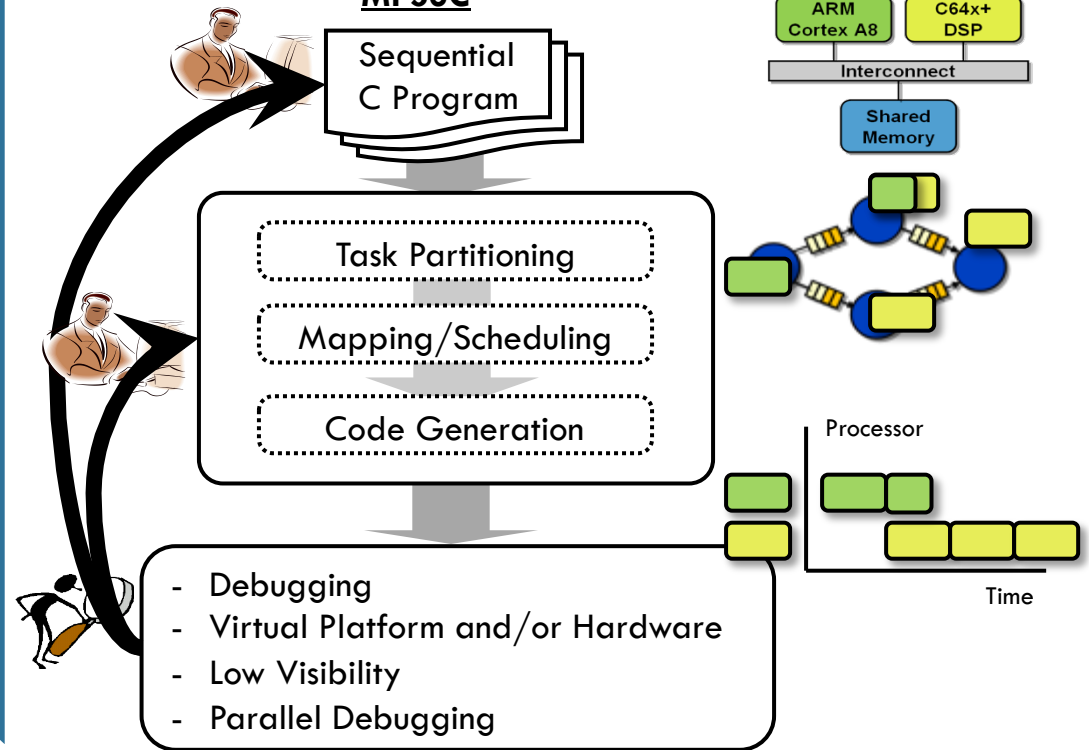 MPSoC
Sequential
C Program
Task Partitioning
Mapping/Scheduling
Code Generation
- Debugging
- Virtual Platform and/or Hardware
- Low Visibility
- Parallel Debugging
ARM
Cortex A8
C64x+
DSP
Interconnect
Shared
Memory
Processor
Time